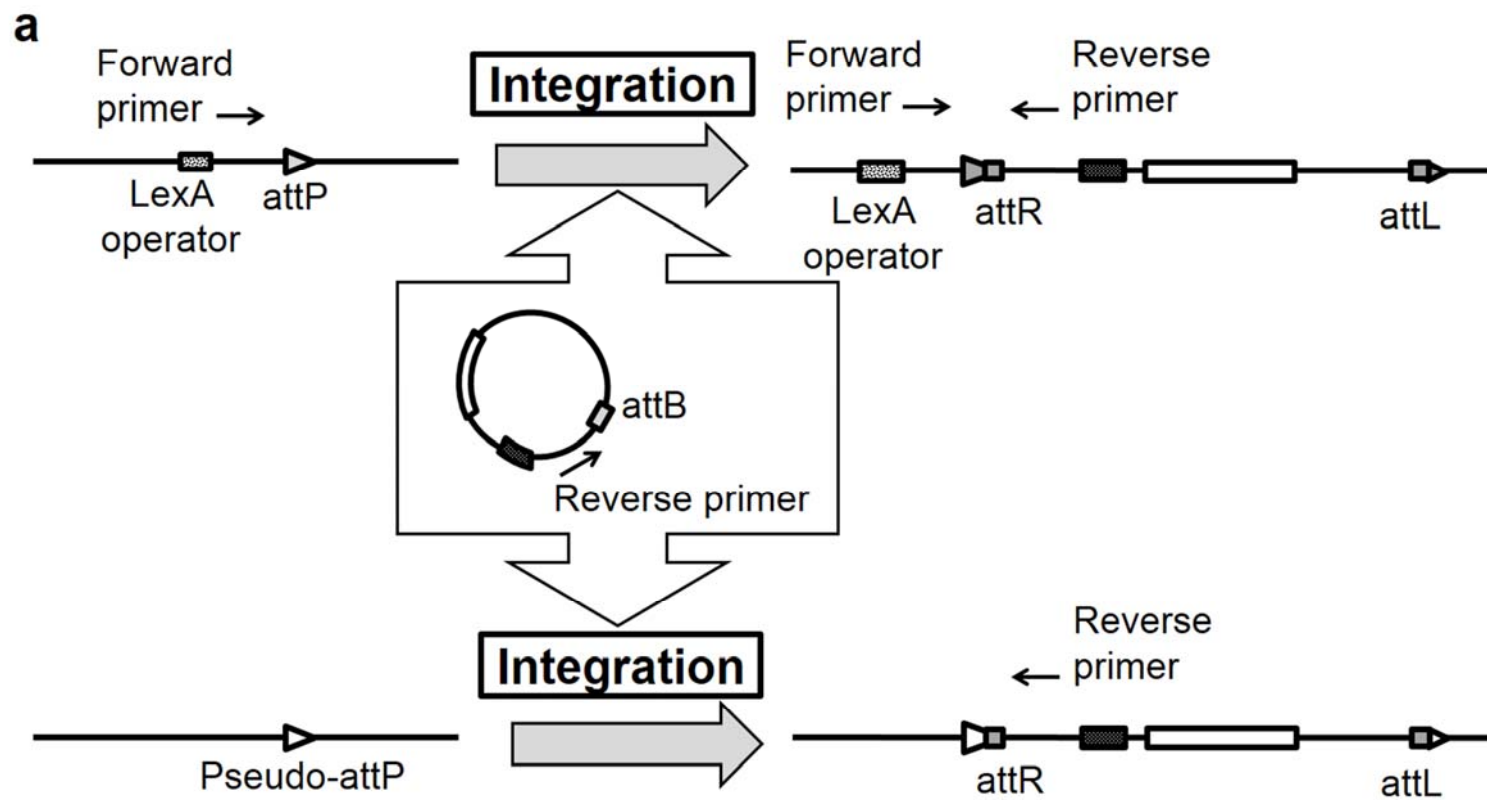 a
Forward
primer
LexA
operator
attP
Integration
Forward
primer
Reverse
primer
LexA
operator
attR
attL
attB
Reverse primer
Integration
Pseudo-attP
Reverse
primer
attR
attL